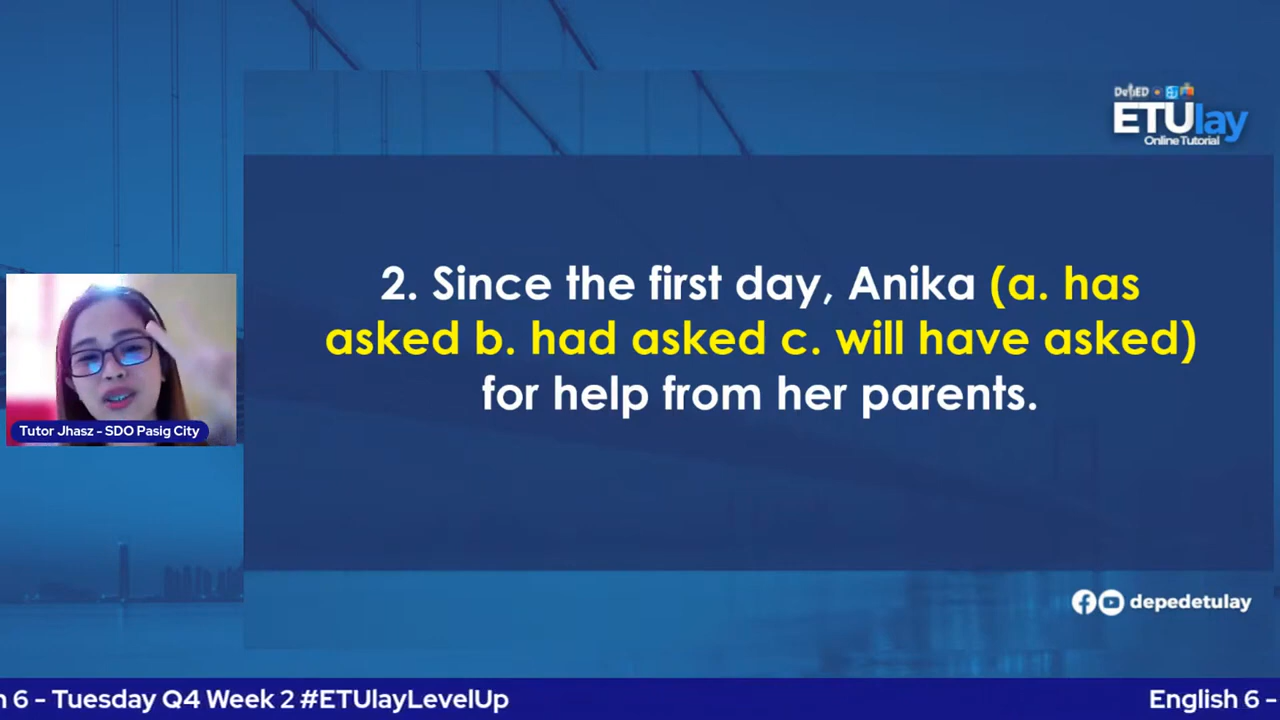 DepED
ETUlay
Online Tutorial
2. Since the first day, Anika (a. has
asked b. had asked c. will have asked)
for help from her parents.
Tutor Jhasz - SDO Pasig City
depedetulay
h 6 - Tuesday Q4 Week 2 #ETUlayLevelUp
English 6 -